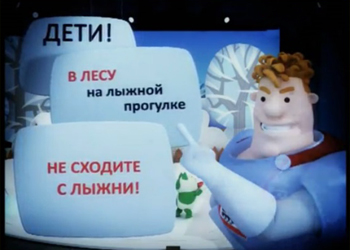 ДЕТИ!
В ЛЕСУ
на лыжной
прогулке
НЕ СХОДИТЕ
С ЛЫЖНИ!